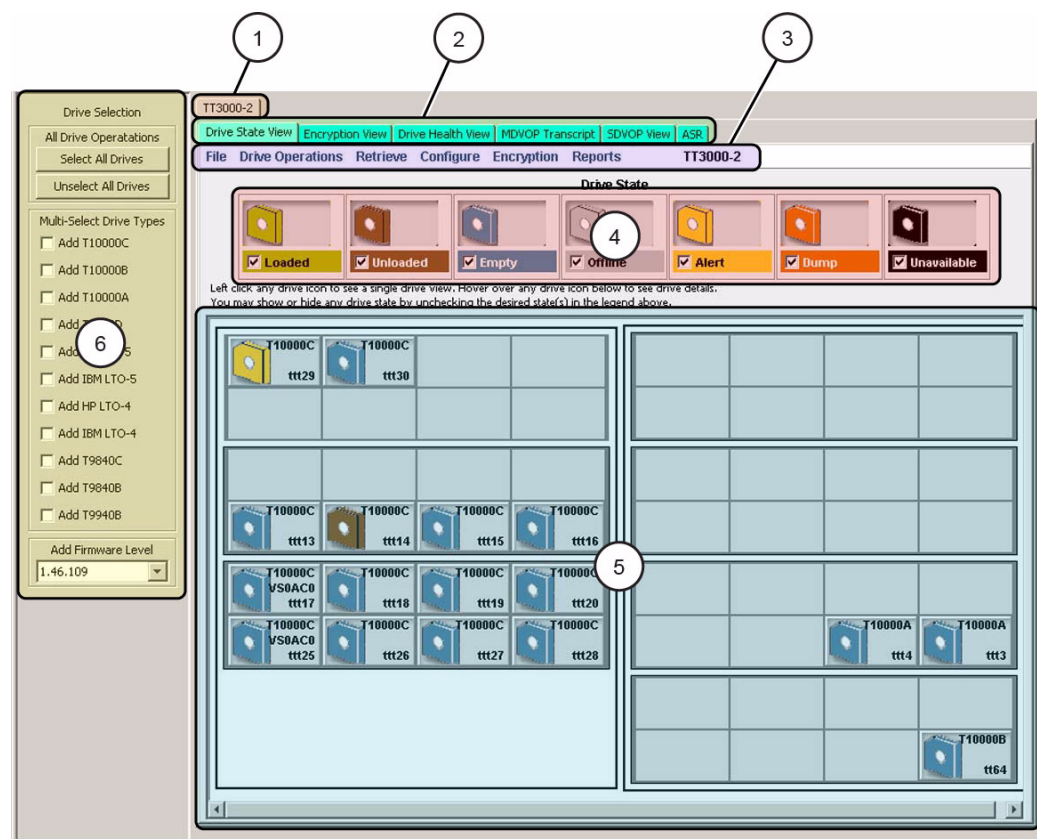 1
2
3
TT3000-2
Drive State View Encryption View Drive Health View MDVOP Transcript SDVOP View ASR
File Drive Operations Retrieve Configure Encryption Reports TT3000-2
Drive Selection
All Drive Operatations
Select All Drives
Unselect All Drives
Multi-Select Drive Types
Add T10000C
Add T10000B
Add T10000A
Add
Add 5
Add IBM LTO-5
Add HP LTO-4
Add IBM LTO-4
Add T9840C
Add T9840B
Add T9940B
6
Add Firmware Level
1.46.109
Drive State
4
Loaded Unloaded Empty Offline Alert Dump Unavailable
Left click any drive icon to see a single drive view. Hover over any drive icon below to see drive details.
You may show or hide any drive state by unchecking the desired state(s) in the legend above.
T10000C T10000C
ttt29 ttt30
T10000C T10000C T10000C T10000C
ttt13 ttt14 ttt15 ttt16
5
T10000C T10000C T10000C T10000C
VS0AC0
ttt17 ttt18 ttt19 ttt20
T10000C T10000C T10000C T10000C
VS0AC0
ttt25 ttt26 ttt27 ttt28
T10000A T10000A
ttt4 ttt3
T10000B
tt64